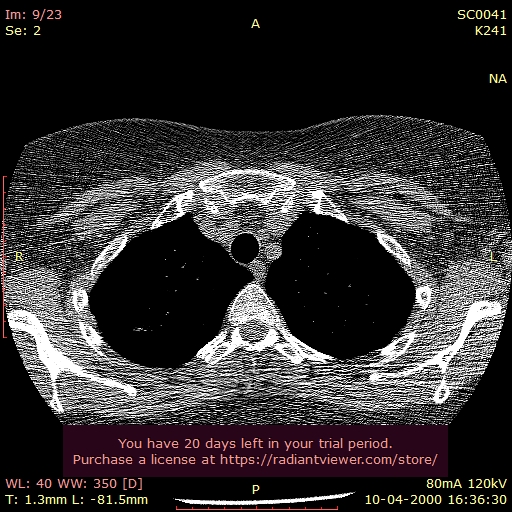 Im: 9/23
Se: 2
A
SC0041
K241
NA
R
L
You have 20 days left in your trial period.
Purchase a license at https://radiantviewer.com/store/
WL: 40 WW: 350 [D]
T: 1.3mm L: -81.5mm
P
80mA 120kV
10-04-2000 16:36:30